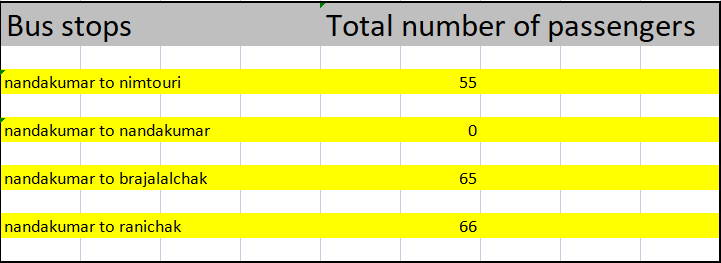 Bus stops Total number of passengers
nandakumar to nimtouri 55
nandakumar to nandakumar 0
nandakumar to brajalalchak 65
nandakumar to ranichak 66